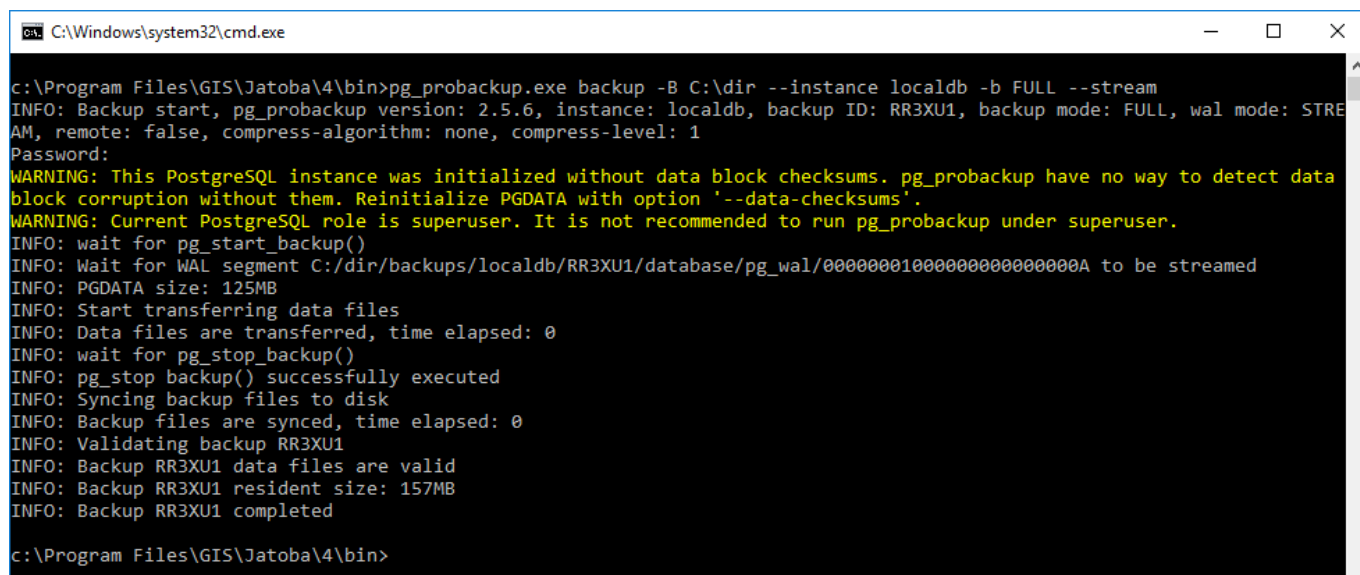 C:\Windows\system32\cmd.exe
c:\Program Files\GIS\Jatoba\4\bin>pg_probackup.exe backup -B C:\dir --instance localdb -b FULL --stream
INFO: Backup start, pg_probackup version: 2.5.6, instance: localdb, backup ID: RR3XU1, backup mode: FULL, wal mode: STRE
AM, remote: false, compress-algorithm: none, compress-level: 1
Password:
WARNING: This PostgreSQL instance was initialized without data block checksums. pg_probackup have no way to detect data
block corruption without them. Reinitialize PGDATA with option '--data-checksums'.
WARNING: Current PostgreSQL role is superuser. It is not recommended to run pg_probackup under superuser.
INFO: wait for pg_start_backup()
INFO: Wait for WAL segment C:/dir/backups/localdb/RR3XU1/database/pg_wal/00000001000000000000000A to be streamed
INFO: PGDATA size: 125MB
INFO: Start transferring data files
INFO: Data files are transferred, time elapsed: 0
INFO: wait for pg_stop_backup()
INFO: pg_stop backup() successfully executed
INFO: Syncing backup files to disk
INFO: Backup files are synced, time elapsed: 0
INFO: Validating backup RR3XU1
INFO: Backup RR3XU1 data files are valid
INFO: Backup RR3XU1 resident size: 157MB
INFO: Backup RR3XU1 completed
c:\Program Files\GIS\Jatoba\4\bin>